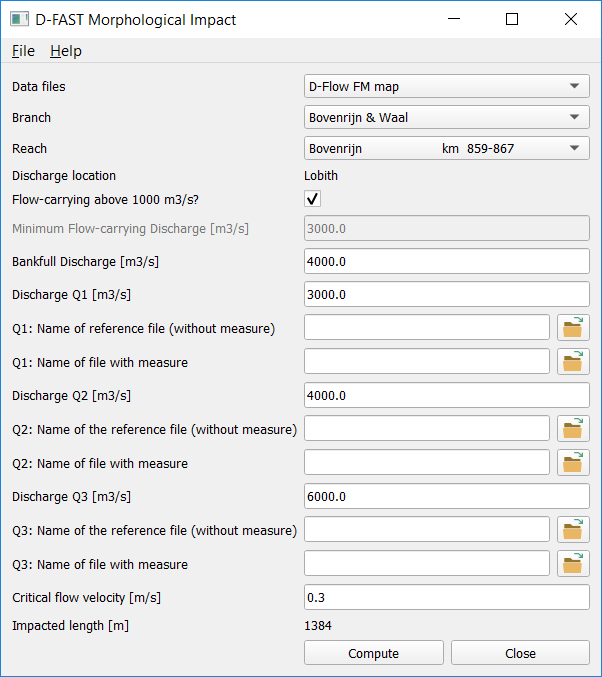 D-FAST Morphological Impact
File Help
Data files D-Flow FM map
Branch Bovenrijn & Waal
Reach Bovenrijn km 859-867
Discharge location Lobith
Flow-carrying above 1000 m3/s?
Minimum Flow-carrying Discharge [m3/s] 3000.0
Bankfull Discharge [m3/s] 4000.0
Discharge Q1 [m3/s] 3000.0
Q1: Name of reference file (without measure)
Q1: Name of file with measure
Discharge Q2 [m3/s] 4000.0
Q2: Name of the reference file (without measure)
Q2: Name of file with measure
Discharge Q3 [m3/s] 6000.0
Q3: Name of the reference file (without measure)
Q3: Name of file with measure
Critical flow velocity [m/s] 0.3
Impacted length [m] 1384
Compute Close